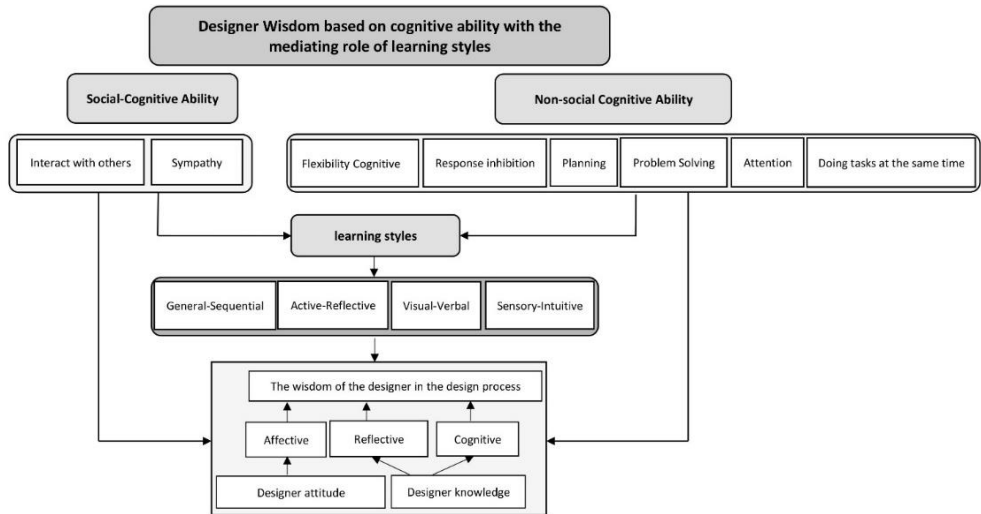 Designer Wisdom based on cognitive ability with the
mediating role of learning styles
Social-Cognitive Ability
Non-social Cognitive Ability
Interact with others
Sympathy
Flexibility Cognitive
Response inhibition
Planning
Problem Solving
Attention
Doing tasks at the same time
learning styles
General-Sequential
Active-Reflective
Visual-Verbal
Sensory-Intuitive
The wisdom of the designer in the design process
Affective
Reflective
Cognitive
Designer attitude
Designer knowledge